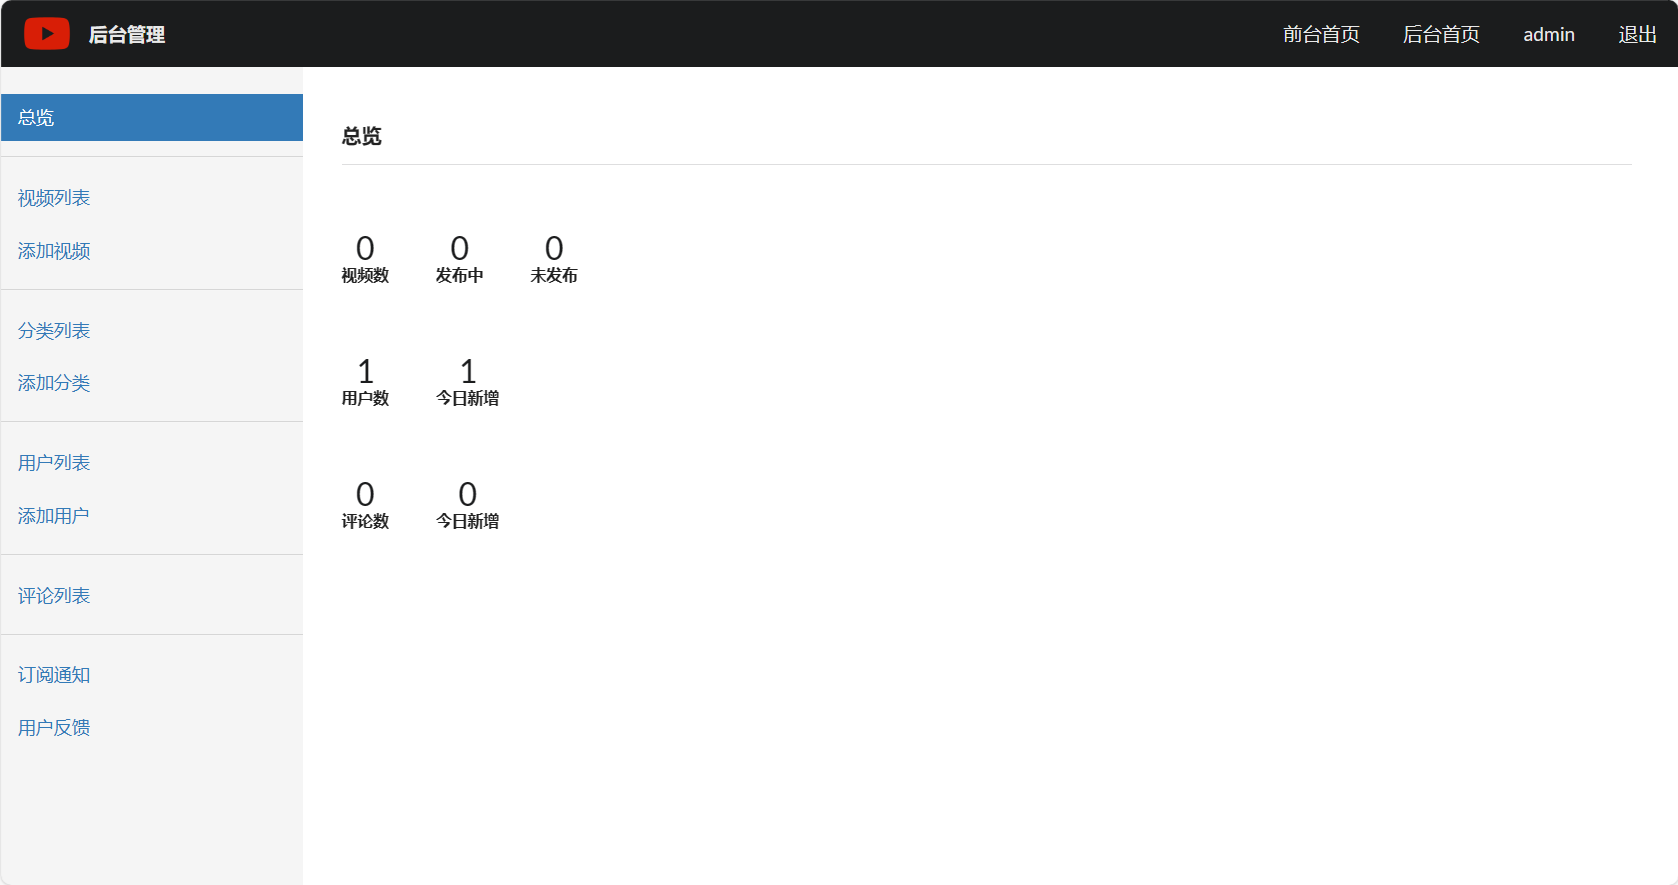 后台管理 前台首页 后台首页 admin 退出
总览
视频列表
添加视频
分类列表
添加分类
用户列表
添加用户
评论列表
订阅通知
用户反馈
总览
0 0 0
视频数 发布中 未发布
1 1
用户数 今日新增
0 0
评论数 今日新增